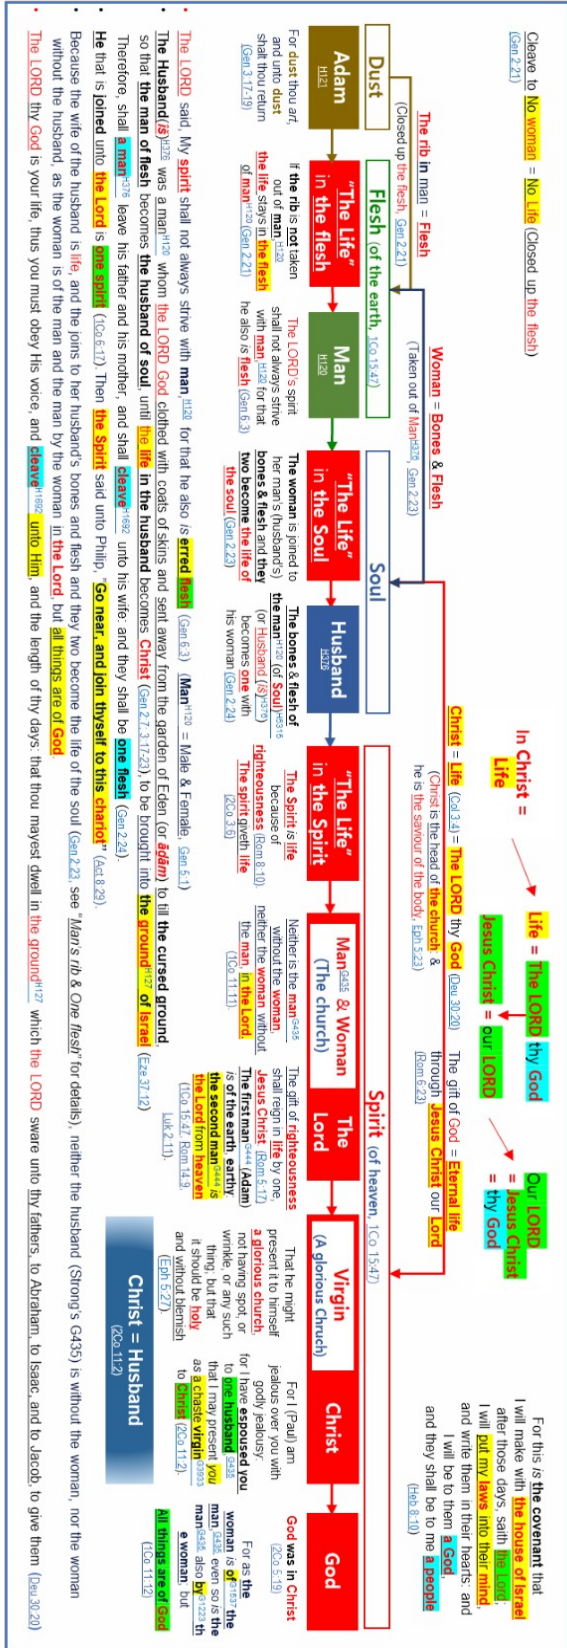 Cleave to No woman = No Life (Closed up the flesh)
(Gen 2:21)
The rib in man = Flesh
(Closed up the flesh, Gen 2:21)
Woman = Bones & Flesh
(Taken out of Man H376, Gen 2:23)
In Christ =
Life
Life = The LORD thy God
Jesus Christ = our LORD
Our LORD
= Jesus Christ
= thy God
Christ = Life (Col 3:4) = The LORD thy God (Deu 30:20)
(Christ is the head of the church: &
he is the saviour of the body, Eph 5:23)
The gift of God = Eternal life
through Jesus Christ our Lord
(Rom 6:23)
For this is the covenant that
I will make with the house of Israel
after those days, saith the Lord;
I will put my laws into their mind,
and write them in their hearts: and
I will be to them a God,
and they shall be to me a people
(Heb 8:10)
Dust
Flesh (of the earth, 1Co 15:47)
Soul
Spirit (of heaven, 1Co 15:47)
Adam
H121
"The Life"
in the flesh
Man
H120
"The Life"
in the Soul
Husband
H376
"The Life"
in the Spirit
Man G435 & Woman
(The church)
The
Lord
Virgin
(A glorious Chruch)
Christ
God
For dust thou art,
and unto dust
shalt thou return
(Gen 3:17-19)
If the rib is not taken
out of man, H120
the life stays in the flesh
of man H120 (Gen 2:21)
The LORD's spirit
shall not always strive
with man, H120 for that
he also is flesh (Gen 6:3)
The woman is joined to
her man's (husband's)
bones & flesh and they
two become the life of
the soul (Gen 2:23)
The bones & flesh of
the man H120 (of Soul) H5315
(or Husband (iš) H376)
becomes one with
his woman (Gen 2:24)
The Spirit is life
because of
righteousness (Rom 8:10).
The spirit giveth life
(2Co 3:6)
Neither is the man G435
without the woman,
neither the woman without
the man, in the Lord.
(1Co 11:11).
The gift of righteousness
shall reign in life by one,
Jesus Christ. (Rom 5:17)
The first man G444 (Adam)
is of the earth, earthy:
the second man G444 is
the Lord from heaven
(1Co 15:47, Rom 14:9,
Luk 2:11).
That he might
present it to himself
a glorious church,
not having spot, or
wrinkle, or any such
thing; but that
it should be holy
and without blemish
(Eph 5:27).
For I (Paul) am
jealous over you with
godly jealousy:
for I have espoused you
to one husband, G435
that I may present you
as a chaste virgin G3933
to Christ (2Co 11:2).
God was in Christ
(2Co 5:19)
For as the
woman is of G1537 the
man, G435 even so is the
man G435 also by G1223 th
e woman; but
All things are of God
(1Co 11:12)
Christ = Husband
(2Co 11:2)
• The LORD said, My spirit shall not always strive with man, H120 for that he also is erred flesh (Gen 6:3) (Man H120 = Male & Female, Gen 5:1)
The Husband(iš) H376 was a man H120 whom the LORD God clothed with coats of skins and sent away from the garden of Eden (or ādām) to till the cursed ground,
so that the man of flesh becomes the husband of soul, until the life in the husband becomes Christ (Gen 2:7, 3:17-23), to be brought into the ground H127 of Israel (Eze 37:12)
Therefore, shall a man H376 leave his father and his mother, and shall cleave H1692 unto his wife: and they shall be one flesh (Gen 2:24).
• He that is joined unto the Lord is one spirit (1Co 6:17). Then the Spirit said unto Philip, "Go near, and join thyself to this chariot" (Act 8:29).
Because the wife of the husband is life, and the joins to her husband's bones and flesh and they two become the life of the soul (Gen 2:23, see "Man's rib & One flesh" for details), neither the husband (Strong's G435) is without the woman, nor the woman
without the husband, as the woman is of the man and the man by the woman in the Lord, but all things are of God.
• The LORD thy God is your life, thus you must obey His voice, and cleave H1692 unto Him, and the length of thy days: that thou mayest dwell in the ground H127 which the LORD sware unto thy fathers, to Abraham, to Isaac, and to Jacob, to give them (Deu 30:20)